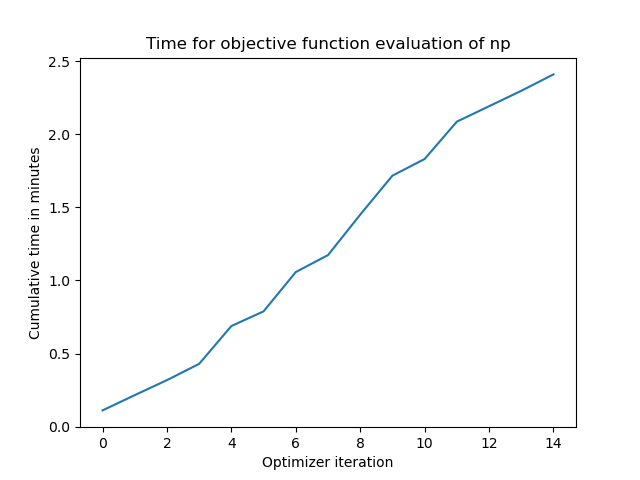 Time for objective function evaluation of np
Cumulative time in minutes
2.5
2.0
1.5
1.0
0.5
0.0
0 2 4 6 8 10 12 14
Optimizer iteration